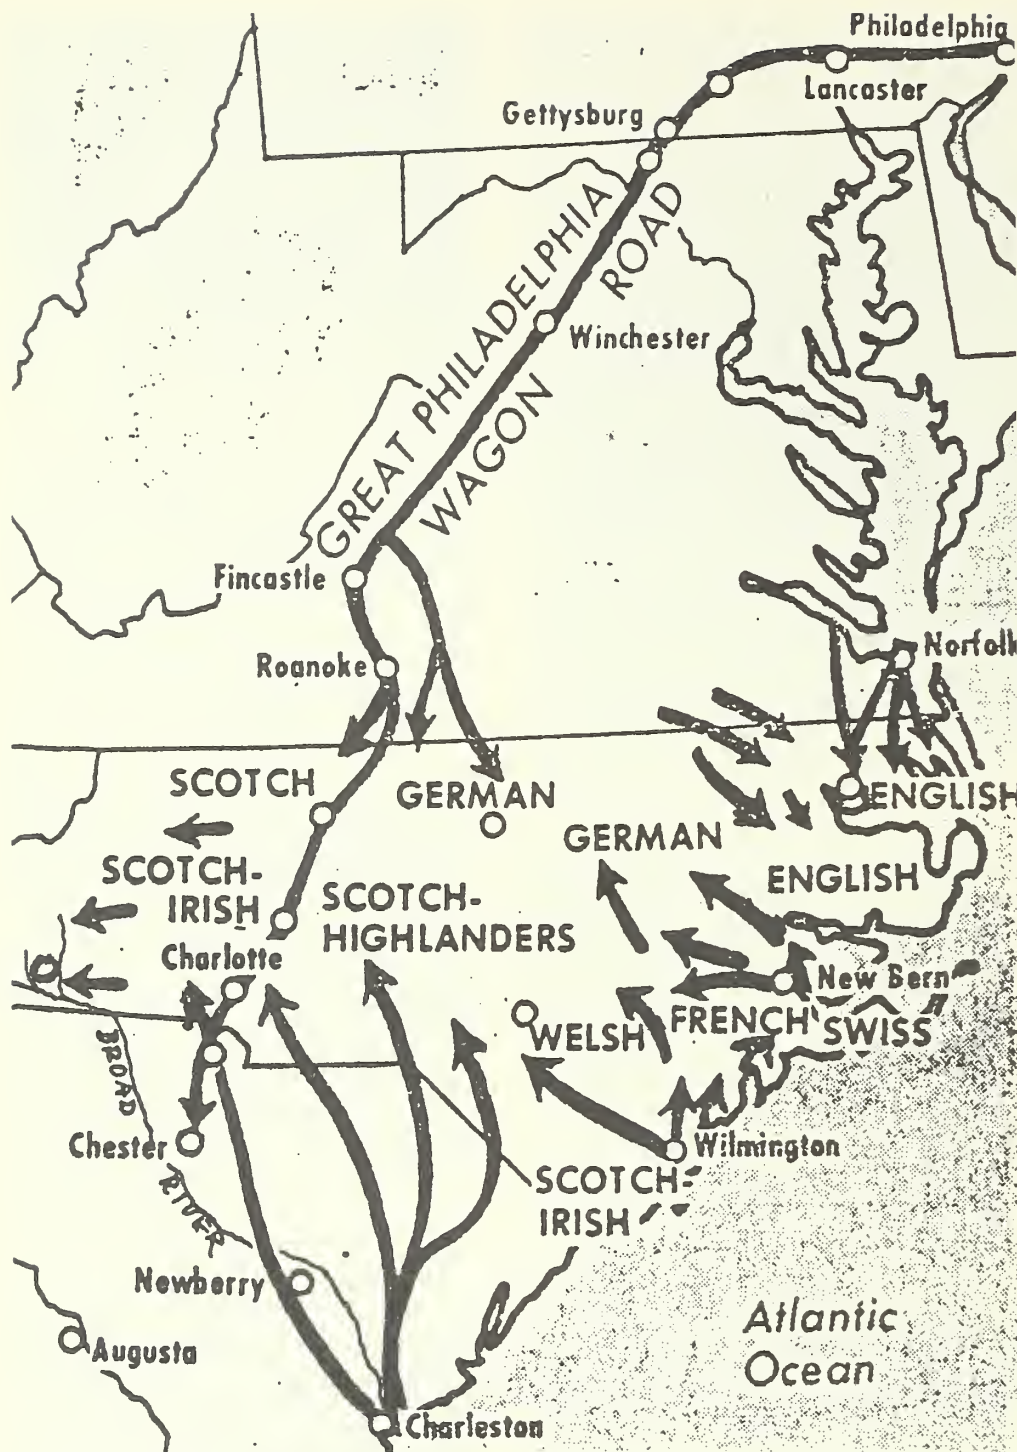 Philadelphia
Lancaster
Gettysburg
GREAT PHILADELPHIA
WAGON ROAD
Winchester
Fincastle
Roanoke
Norfolk
SCOTCH
GERMAN
ENGLISH
GERMAN
SCOTCH-
IRISH
ENGLISH
SCOTCH-
HIGHLANDERS
Charlotte
New Bern
WELSH
FRENCH
SWISS
BROAD
RIVER
Chester
Wilmington
SCOTCH-
IRISH
Newberry
Atlantic
Ocean
Augusta
Charleston